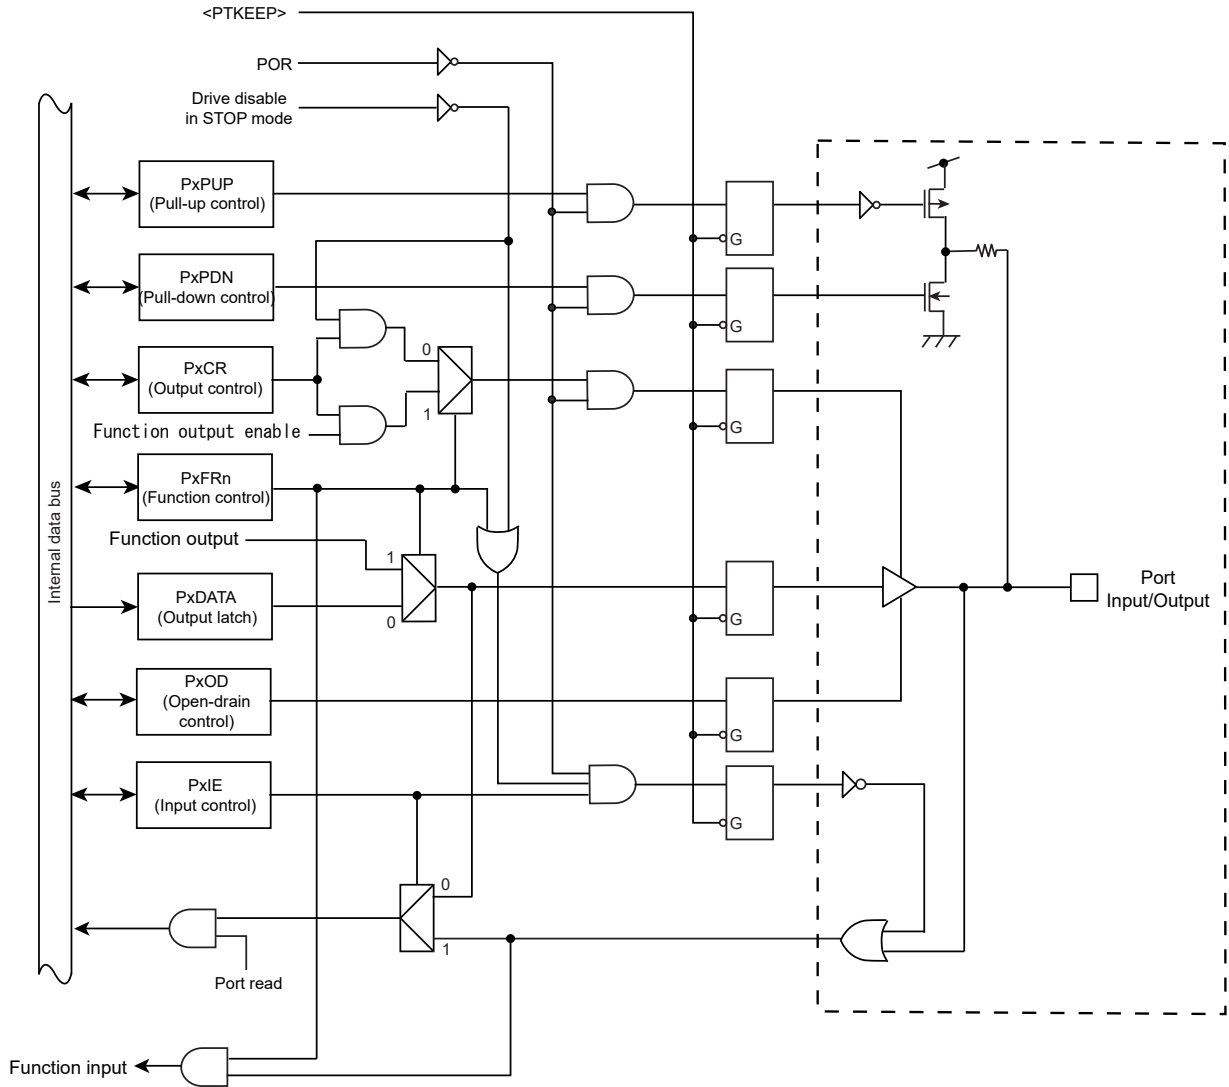 <PTKEEP>
POR
Drive disable
in STOP mode
PxPUP
(Pull-up control)
G
PxPDN
(Pull-down control)
G
0
PxCR
(Output control)
1
G
Function output enable
PxFRn
(Function control)
Internal data bus
Function output
1
PxDATA
(Output latch)
0
G
Port
Input/Output
PxOD
(Open-drain
control)
G
PxIE
(Input control)
G
0
1
Port read
Function input